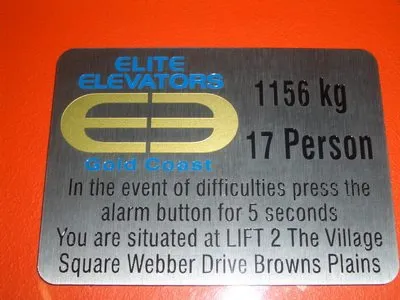 ELITE
ELEVATORS
Gold Coast
1156 kg
17 Person
In the event of difficulties press the
alarm button for 5 seconds
You are situated at LIFT 2 The Village
Square Webber Drive Browns Plains